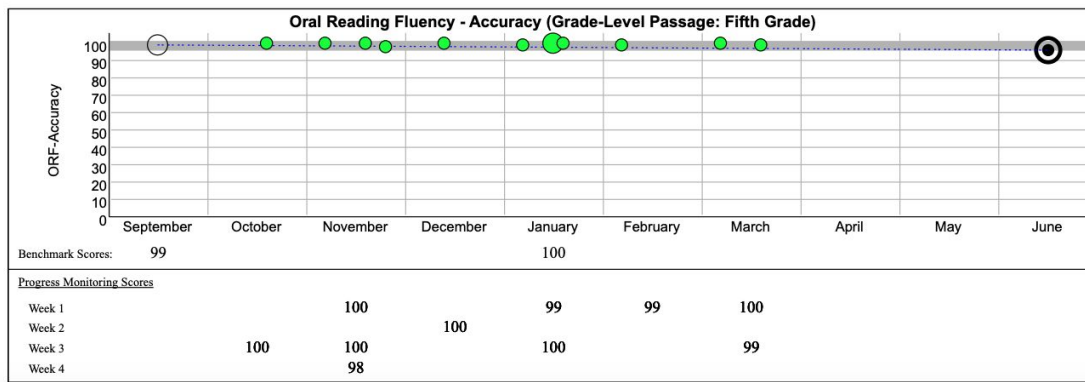 Oral Reading Fluency - Accuracy (Grade-Level Passage: Fifth Grade)
ORF-Accuracy
100
90
80
70
60
50
40
30
20
10
0
September October November December January February March April May June
Benchmark Scores: 99 100
Progress Monitoring Scores
Week 1 100 99 99 100
Week 2 100
Week 3 100 100 100 99
Week 4 98